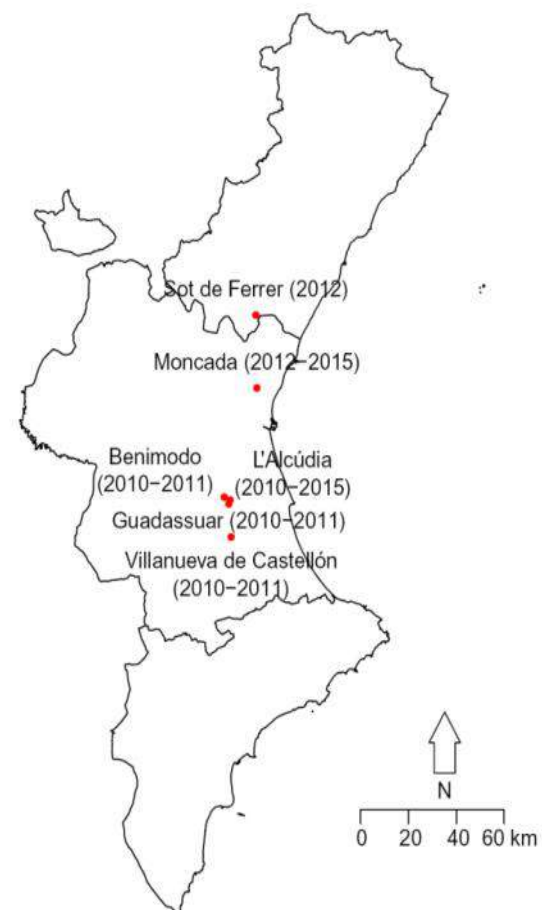 Sot de Ferrer (2012)
Moncada (2012−2015)
Benimodo
(2010−2011)
L'Alcúdia
(2010−2015)
Guadassuar (2010−2011)
Villanueva de Castellón
(2010−2011)
N
0 20 40 60 km